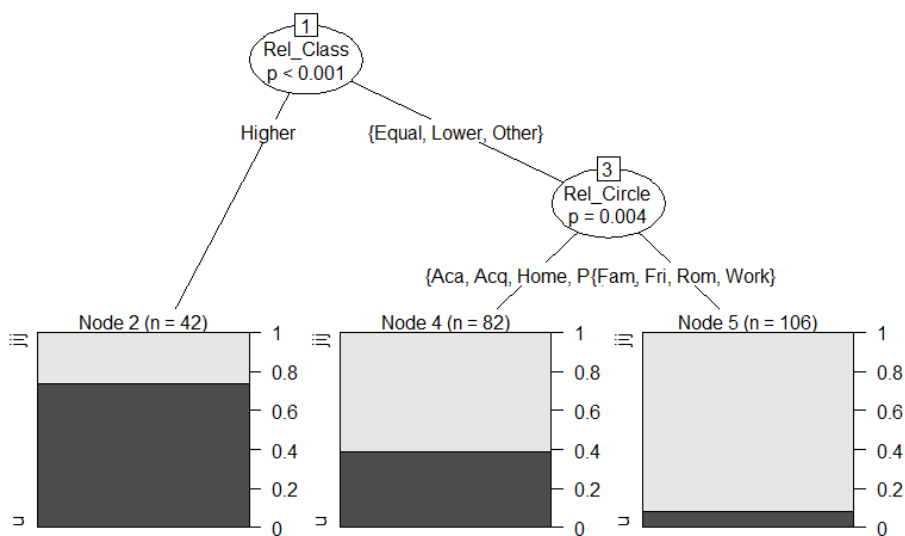 1
Rel_Class
p < 0.001
Higher
{Equal, Lower, Other}
3
Rel_Circle
p = 0.004
{Aca, Acq, Home, P{Fam, Fri, Rom, Work}
Node 2 (n = 42)
Node 4 (n = 82)
Node 5 (n = 106)
jij
u
1
0.8
0.6
0.4
0.2
0
jij
u
1
0.8
0.6
0.4
0.2
0
jij
u
1
0.8
0.6
0.4
0.2
0